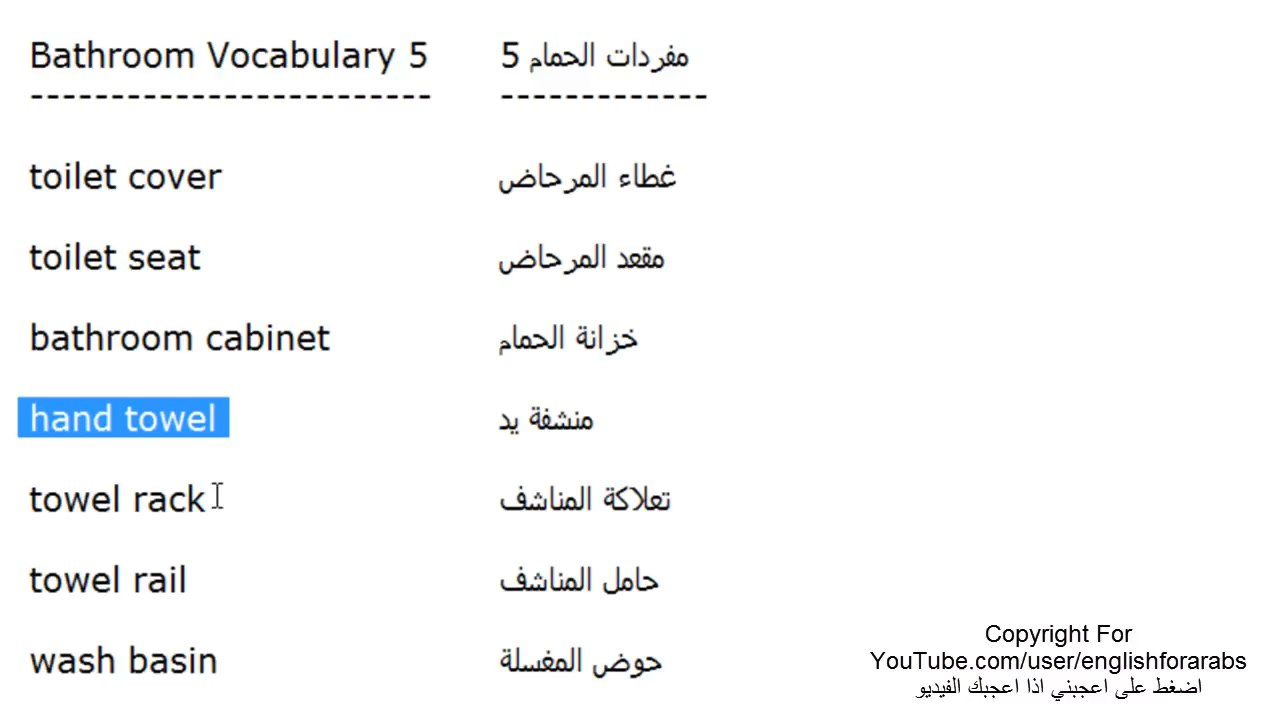 Bathroom Vocabulary 5 مفردات الحمام 5
------------------------- -------------
toilet cover غطاء المرحاض
toilet seat مقعد المرحاض
bathroom cabinet خزانة الحمام
hand towel منشفة يد
towel rack تعلاكة المناشف
towel rail حامل المناشف
wash basin حوض المغسلة
Copyright For
YouTube.com/user/englishforarabs
اضغط على اعجبني اذا اعجبك الفيديو